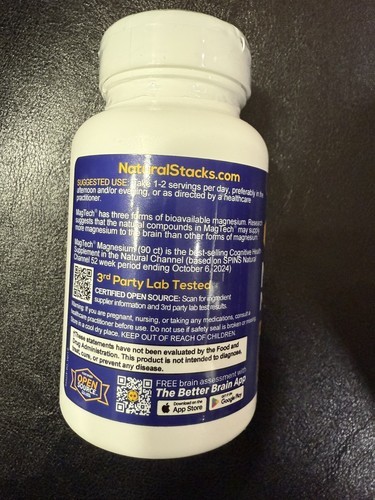 NaturalStacks.com
SUGGESTED USE: Take 1-2 servings per day, preferably in the
afternoon and/or evening, or as directed by a healthcare
practitioner.
MagTech® has three forms of bioavailable magnesium. Research
suggests that the natural compounds in MagTech® may supply
more magnesium to the brain than other forms of magnesium.
MagTech® Magnesium (90 ct) is the best-selling Cognitive Health
Supplement in the Natural Channel (based on SPINS Natural
Channel 52 week period ending October 6, 2024)
3rd Party Lab Tested
CERTIFIED OPEN SOURCE: Scan for ingredient
supplier information and 3rd party lab test results.
Warning: If you are pregnant, nursing, or taking any medications, consult a
healthcare practitioner before use. Do not use if safety seal is broken or missing.
Store in a cool dry place. KEEP OUT OF REACH OF CHILDREN.
These statements have not been evaluated by the Food and
Drug Administration. This product is not intended to diagnose,
treat, cure, or prevent any disease.
OPEN
SOURCE
FREE brain assessment with
The Better Brain App
Download on the
App Store
Google Play